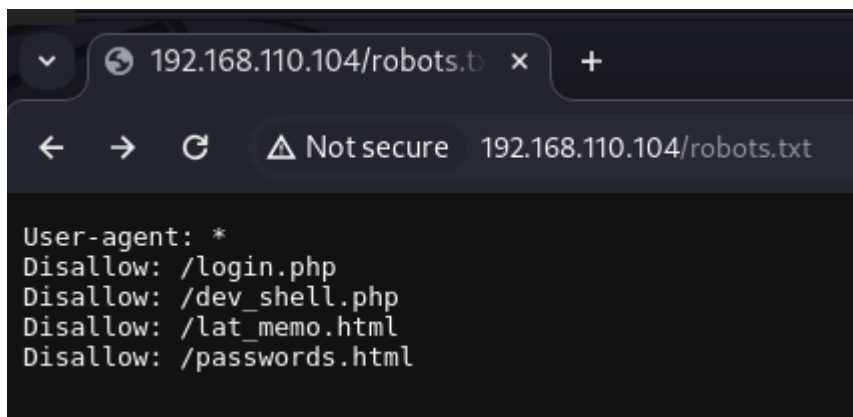 192.168.110.104/robots.t
Not secure 192.168.110.104/robots.txt
User-agent: *
Disallow: /login.php
Disallow: /dev_shell.php
Disallow: /lat_memo.html
Disallow: /passwords.html